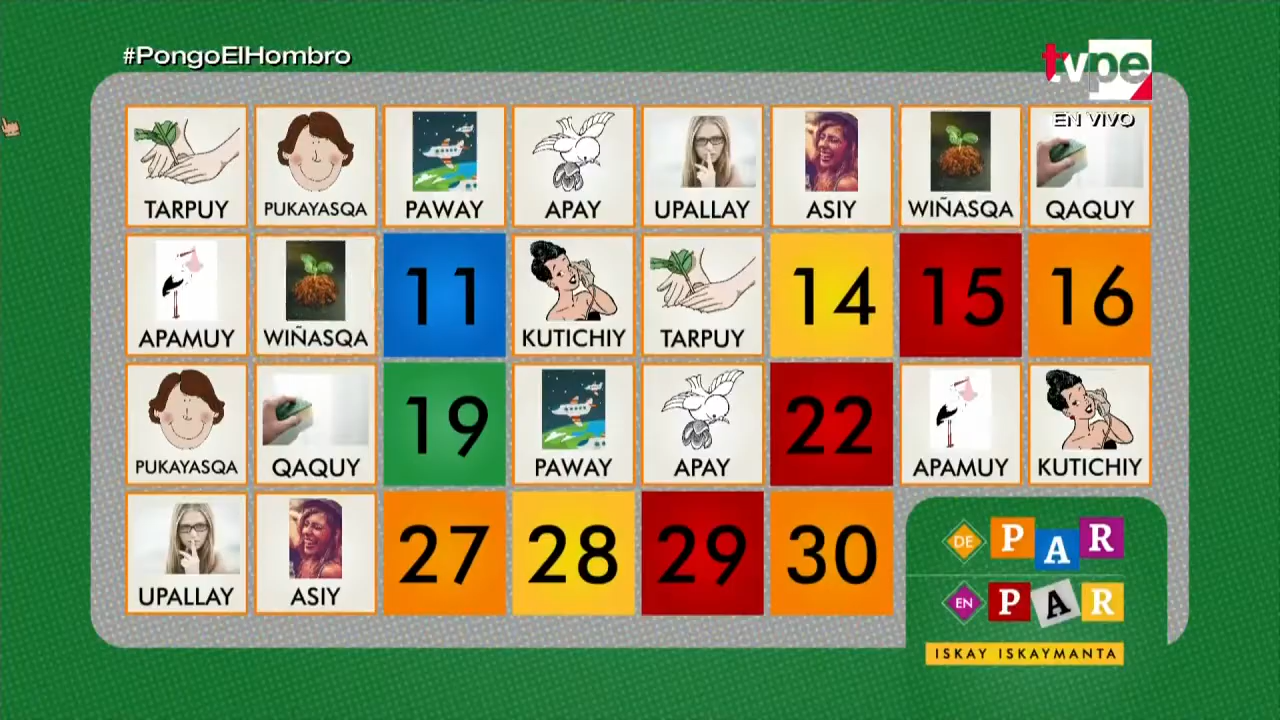 #PongoElHombro
tvpe
EN VIVO
TARPUY PUKAYASQA PAWAY APAY UPALLAY ASIY WIÑASQA QAQUY
APAMUY WIÑASQA 11 KUTICHIY TARPUY 14 15 16
PUKAYASQA QAQUY 19 PAWAY APAY 22 APAMUY KUTICHIY
UPALLAY ASIY 27 28 29 30
DE PAR
EN PAR
ISKAY ISKAYMANTA